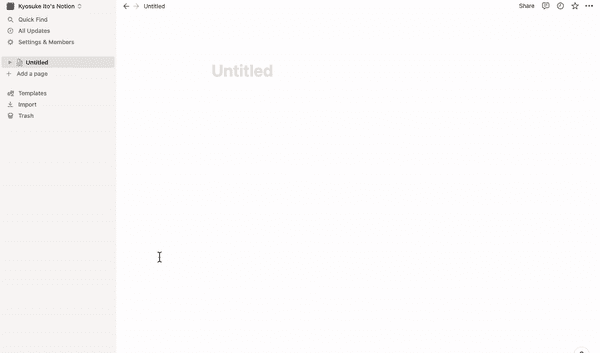 Kyosuke Ito's Notion
Untitled
Share
Quick Find
All Updates
Settings & Members
Untitled
Add a page
Templates
Import
Trash
Untitled